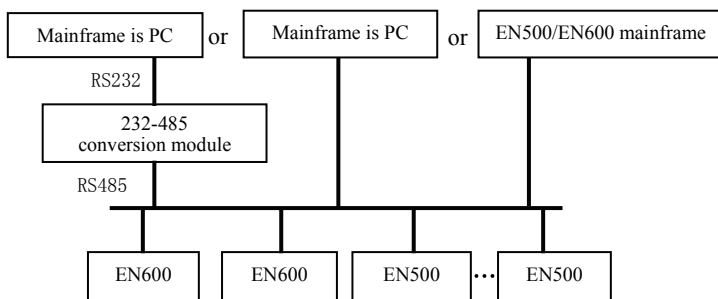 Mainframe is PC or Mainframe is PC or EN500/EN600 mainframe
RS232
232-485
conversion module
RS485
EN600 EN600 EN500 ... EN500